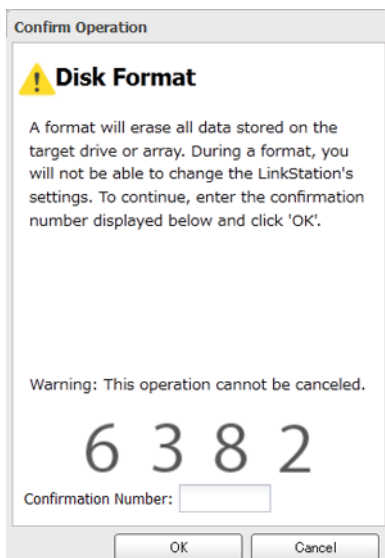 Confirm Operation
Disk Format
A format will erase all data stored on the
target drive or array. During a format, you
will not be able to change the LinkStation's
settings. To continue, enter the confirmation
number displayed below and click 'OK'.
Warning: This operation cannot be canceled.
6 3 8 2
Confirmation Number:
OK Cancel